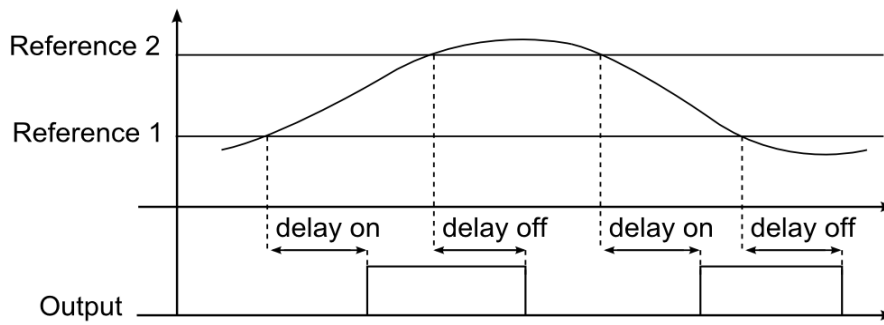 Reference 2
Reference 1
delay on delay off delay on delay off
Output